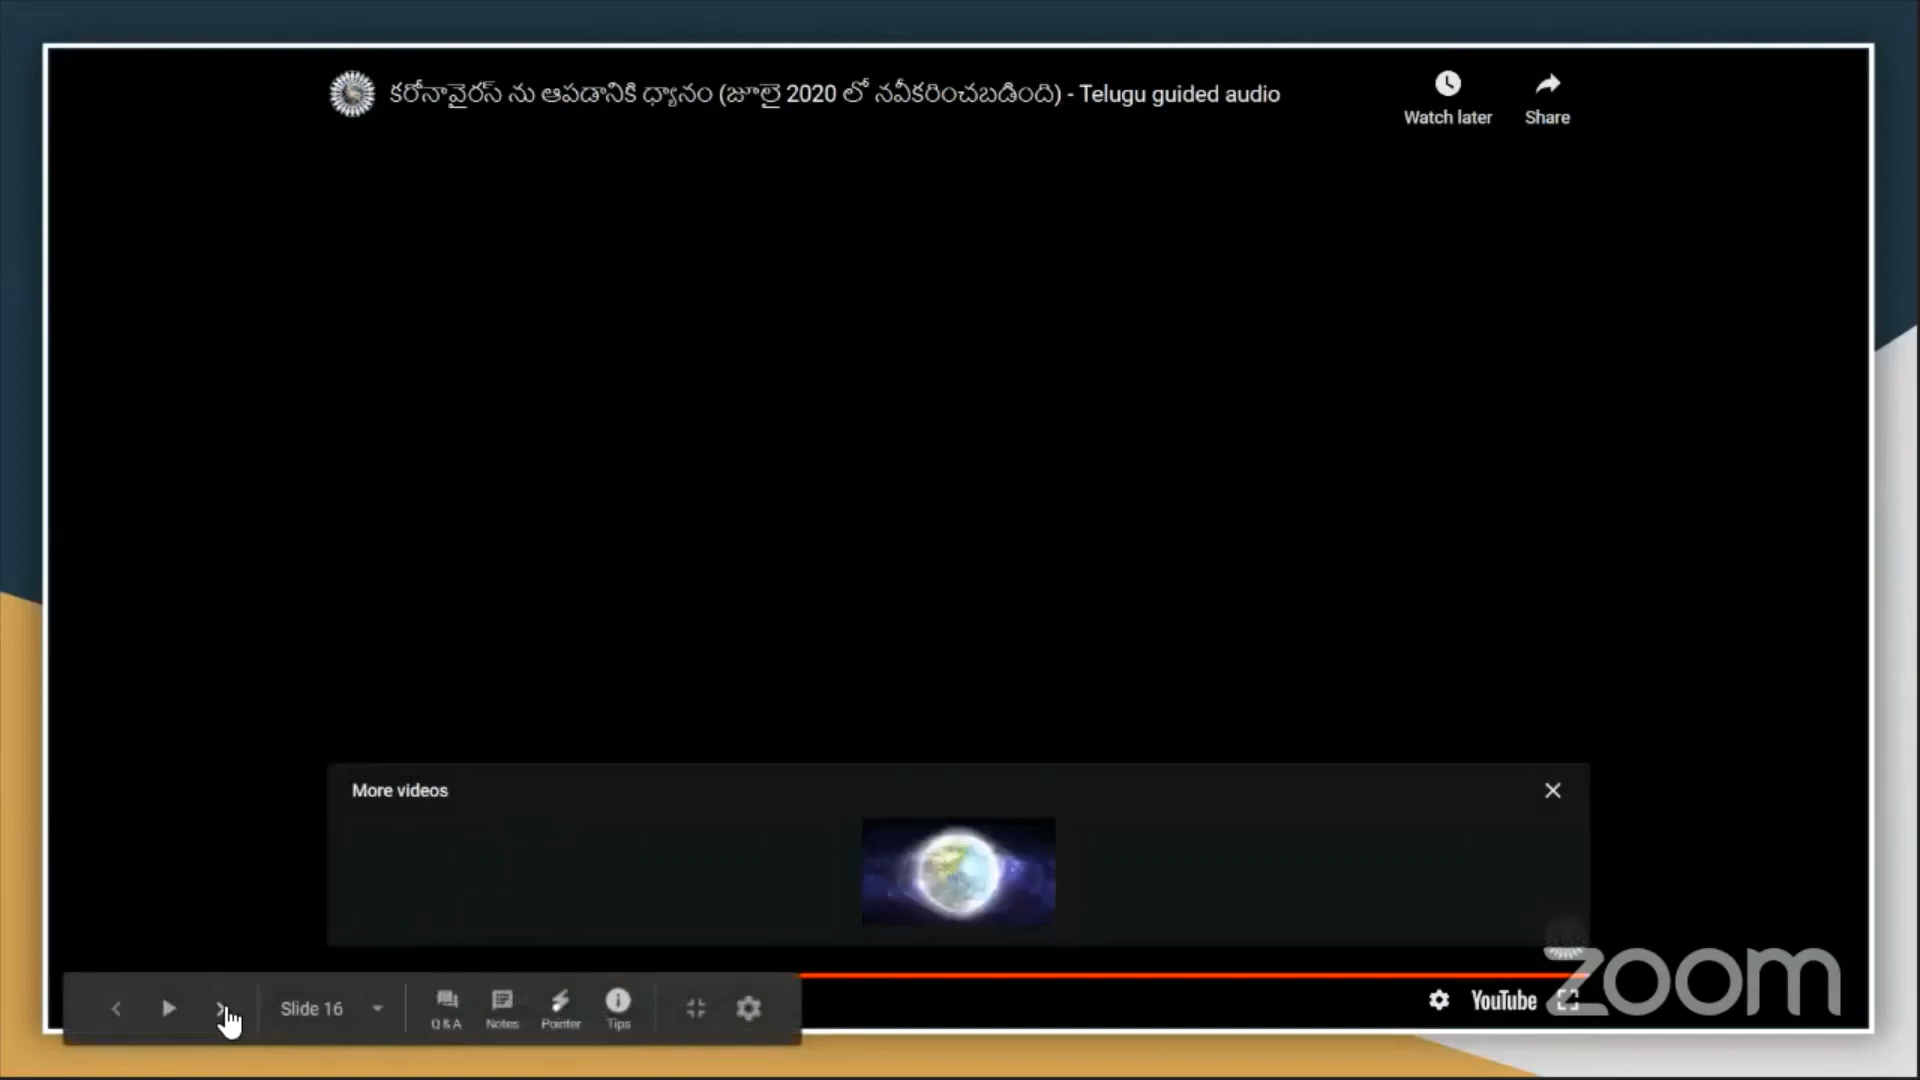 కరోనావైరస్ ను ఆపడానికి ధ్యానం (జూలై 2020 లో నవీకరించబడింది) - Telugu guided audio
Watch later
Share
More videos
Slide 16
Q & A
Notes
Pointer
Tips
YouTube
zoom